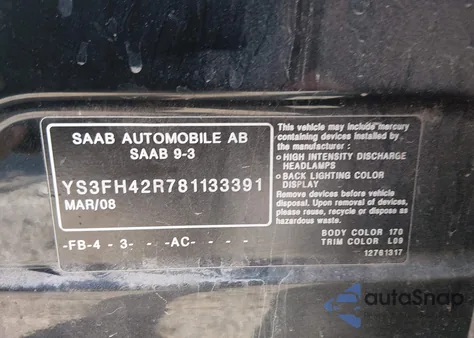 SAAB AUTOMOBILE AB
SAAB 9-3
YS3FH42R781133391
MAR/08
-FB-4 - 3- - -AC- - - -
This vehicle may include mercury
containing devices installed by
the manufacturer:
○ HIGH INTENSITY DISCHARGE
HEADLAMPS
○ BACK LIGHTING COLOR
DISPLAY
Remove devices before vehicle
disposal. Upon removal of devices,
please reuse, recycle or dispose as
hazardous waste.
BODY COLOR 170
TRIM COLOR L09
12761317
autoSnap